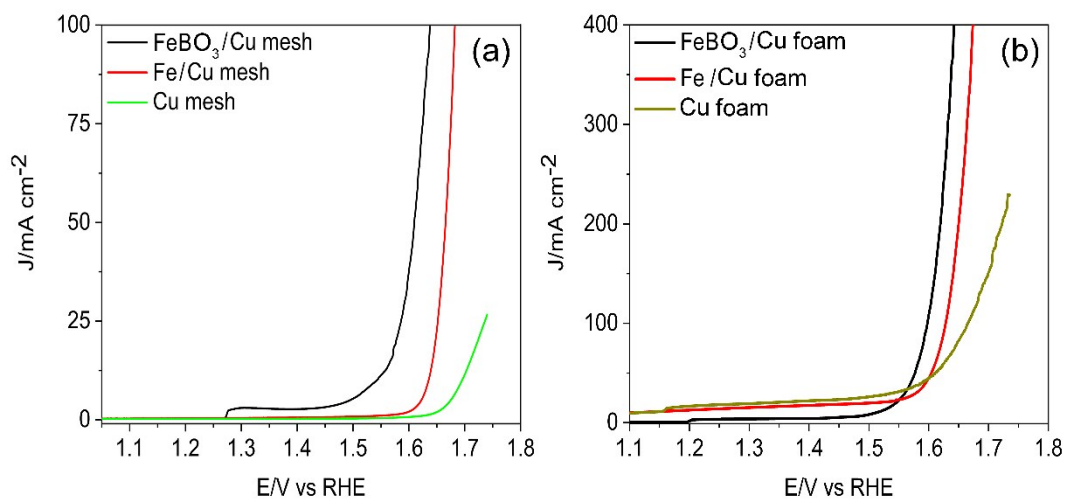 (a)
FeBO3/Cu mesh
Fe/Cu mesh
Cu mesh
J/mA cm-2
100
75
50
25
0
1.1 1.2 1.3 1.4 1.5 1.6 1.7 1.8
E/V vs RHE
(b)
FeBO3/Cu foam
Fe/Cu foam
Cu foam
J/mA cm-2
400
300
200
100
0
1.1 1.2 1.3 1.4 1.5 1.6 1.7 1.8
E/V vs RHE